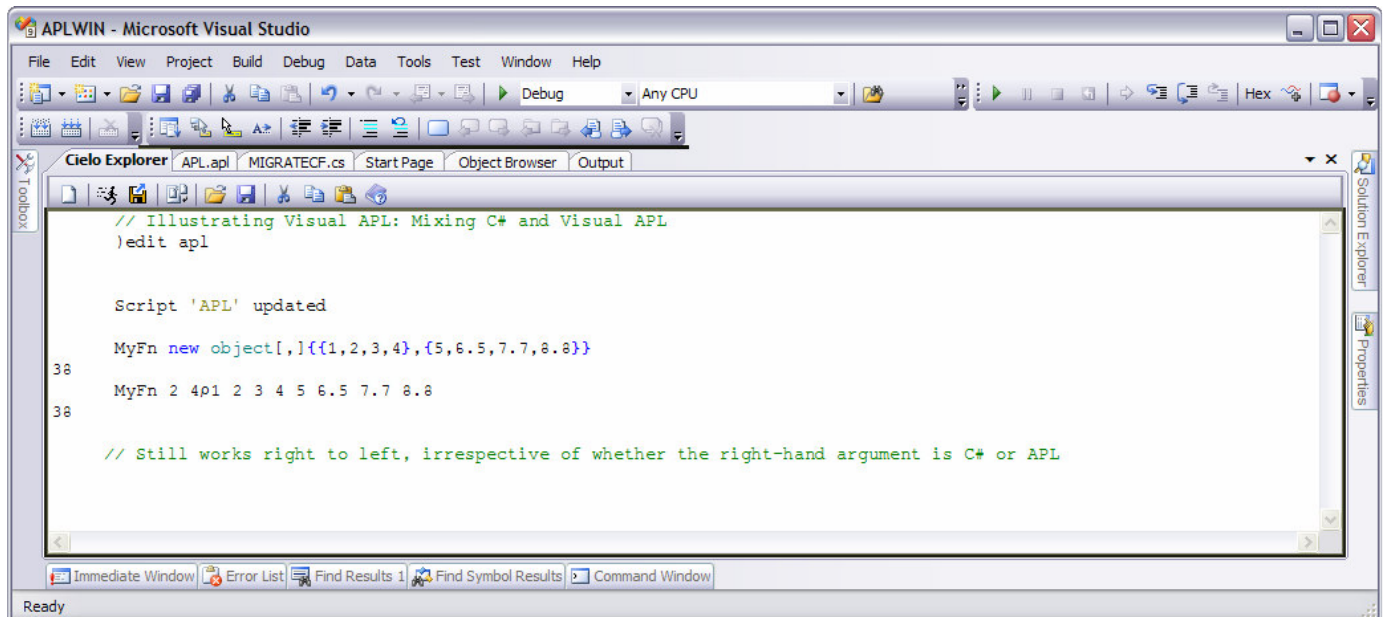 APLWIN - Microsoft Visual Studio
File Edit View Project Build Debug Data Tools Test Window Help
Debug Any CPU Hex
Cielo Explorer APL.apl MIGRATECF.cs Start Page Object Browser Output
Toolbox
Solution Explorer
Properties
// Illustrating Visual APL: Mixing C# and Visual APL
)edit apl
Script 'APL' updated
MyFn new object[,]{{1,2,3,4},{5,6.5,7.7,8.8}}
38
MyFn 2 4⍴1 2 3 4 5 6.5 7.7 8.8
38
// Still works right to left, irrespective of whether the right-hand argument is C# or APL
Immediate Window Error List Find Results 1 Find Symbol Results Command Window
Ready